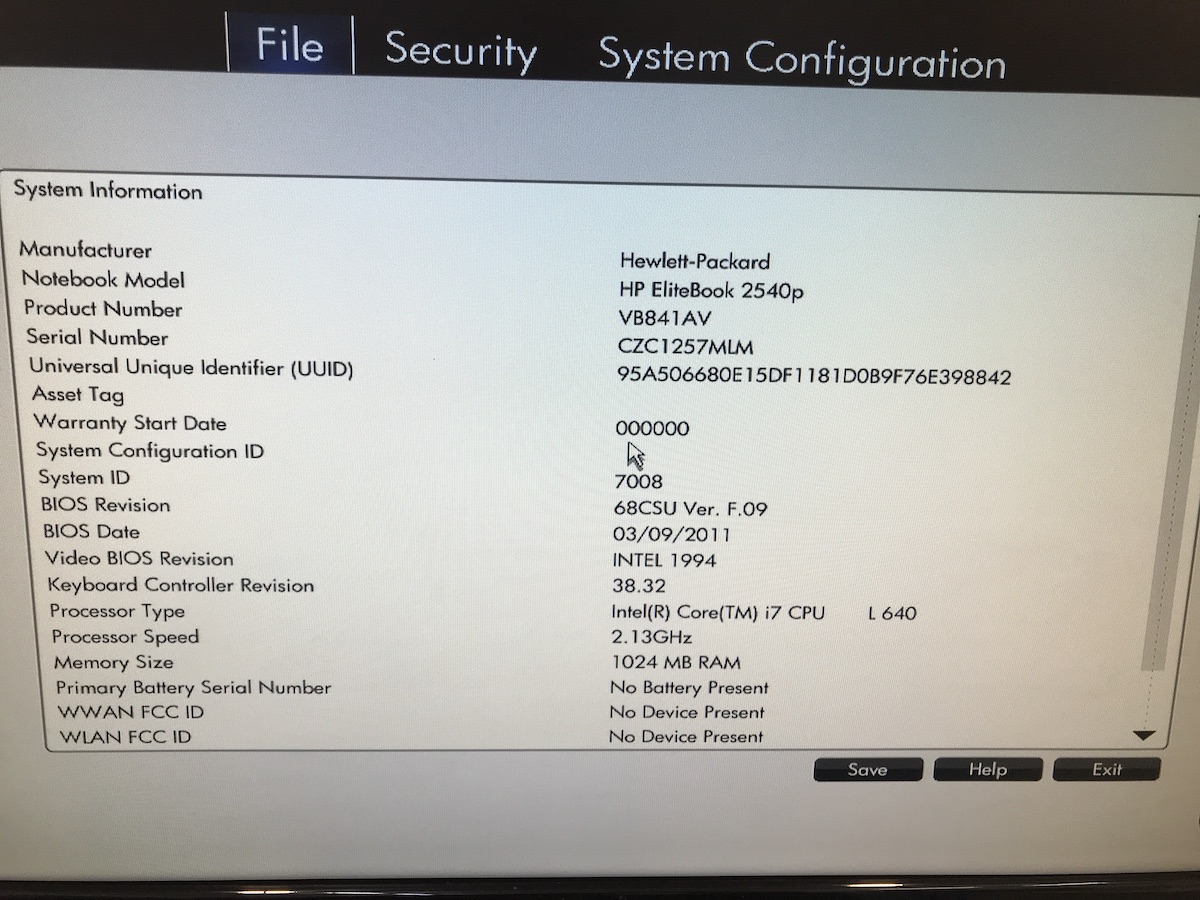 File Security System Configuration
System Information
Manufacturer Hewlett-Packard
Notebook Model HP EliteBook 2540p
Product Number VB841AV
Serial Number CZC1257MLM
Universal Unique Identifier (UUID) 95A506680E15DF1181D0B9F76E398842
Asset Tag
Warranty Start Date 000000
System Configuration ID
System ID 7008
BIOS Revision 68CSU Ver. F.09
BIOS Date 03/09/2011
Video BIOS Revision INTEL 1994
Keyboard Controller Revision 38.32
Processor Type Intel(R) Core(TM) i7 CPU L 640
Processor Speed 2.13GHz
Memory Size 1024 MB RAM
Primary Battery Serial Number No Battery Present
WWAN FCC ID No Device Present
WLAN FCC ID No Device Present
Save Help Exit